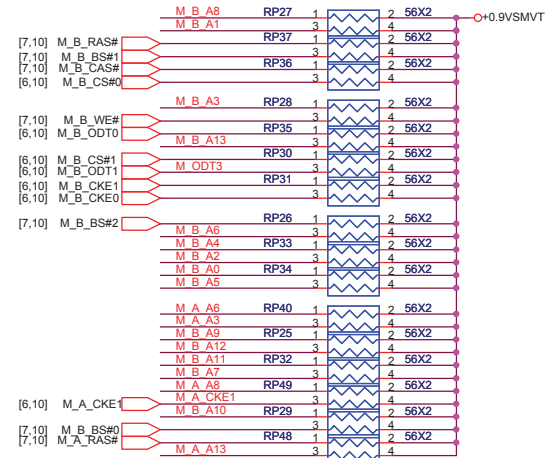 M_B_A8 RP27 1 2 56X2 +0.9VSMVT
M_B_A1 3 4
[7,10] M_B_RAS# RP37 1 2 56X2
[7,10] M_B_BS#1 3 4
[7,10] M_B_CAS# RP36 1 2 56X2
[6,10] M_B_CS#0 3 4
M_B_A3 RP28 1 2 56X2
[7,10] M_B_WE# 3 4
[6,10] M_B_ODT0 RP35 1 2 56X2
M_B_A13 3 4
[6,10] M_B_CS#1 RP30 1 2 56X2
[6,10] M_B_ODT1 M_ODT3 3 4
[6,10] M_B_CKE1 RP31 1 2 56X2
[6,10] M_B_CKE0 3 4
[7,10] M_B_BS#2 RP26 1 2 56X2
M_B_A6 3 4
M_B_A4 RP33 1 2 56X2
M_B_A2 3 4
M_B_A0 RP34 1 2 56X2
M_B_A5 3 4
M_A_A6 RP40 1 2 56X2
M_A_A3 3 4
M_B_A9 RP25 1 2 56X2
M_B_A12 3 4
M_B_A11 RP32 1 2 56X2
M_B_A7 3 4
M_A_A8 RP49 1 2 56X2
[6,10] M_A_CKE1 M_A_CKE1 3 4
M_B_A10 RP29 1 2 56X2
[7,10] M_B_BS#0 3 4
[7,10] M_A_RAS# RP48 1 2 56X2
M_A_A13 3 4